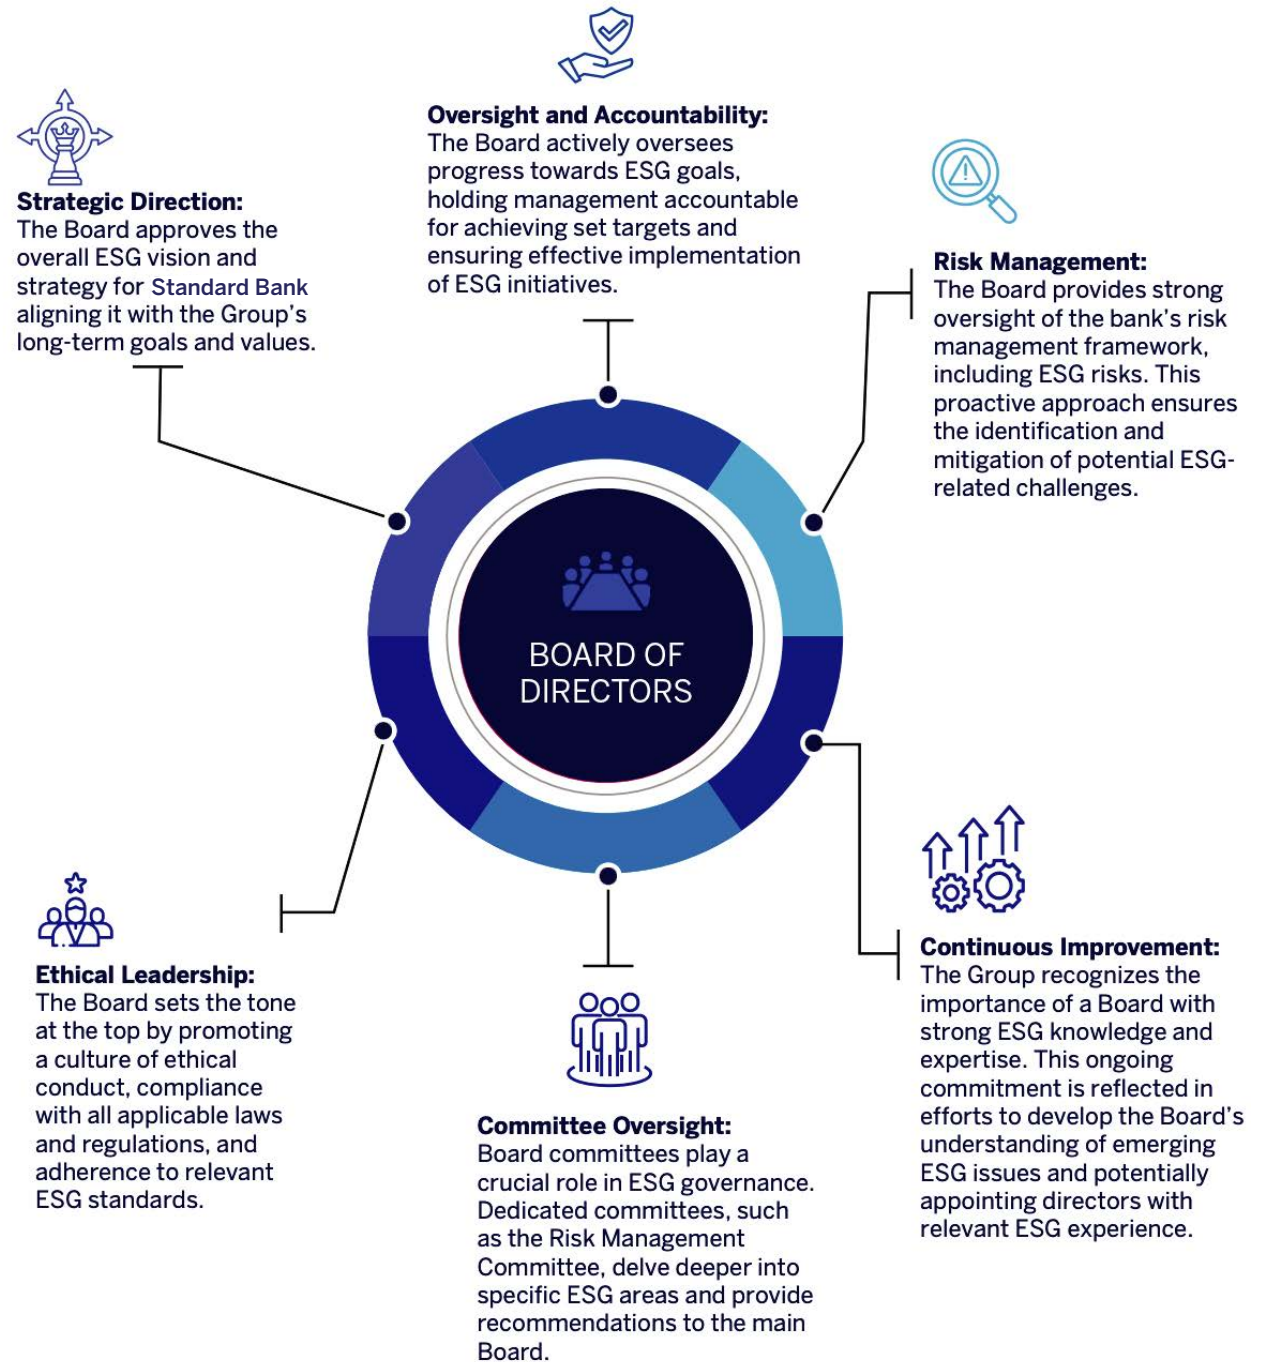 Oversight and Accountability:
The Board actively oversees
progress towards ESG goals,
holding management accountable
for achieving set targets and
ensuring effective implementation
of ESG initiatives.
Strategic Direction:
The Board approves the
overall ESG vision and
strategy for Standard Bank
aligning it with the Group’s
long-term goals and values.
Risk Management:
The Board provides strong
oversight of the bank’s risk
management framework,
including ESG risks. This
proactive approach ensures
the identification and
mitigation of potential ESG-
related challenges.
BOARD OF
DIRECTORS
Ethical Leadership:
The Board sets the tone
at the top by promoting
a culture of ethical
conduct, compliance
with all applicable laws
and regulations, and
adherence to relevant
ESG standards.
Committee Oversight:
Board committees play a
crucial role in ESG governance.
Dedicated committees, such
as the Risk Management
Committee, delve deeper into
specific ESG areas and provide
recommendations to the main
Board.
Continuous Improvement:
The Group recognizes the
importance of a Board with
strong ESG knowledge and
expertise. This ongoing
commitment is reflected in
efforts to develop the Board’s
understanding of emerging
ESG issues and potentially
appointing directors with
relevant ESG experience.